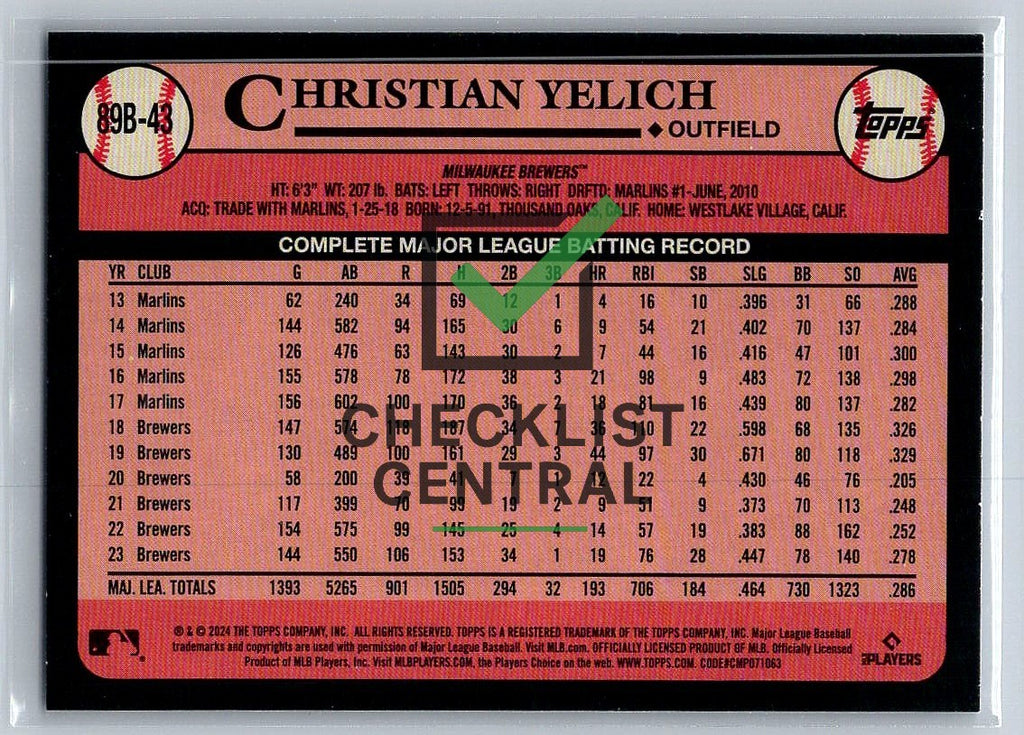 89B-43
CHRISTIAN YELICH
◆ OUTFIELD
TOPPS®
MILWAUKEE BREWERS™
HT: 6'3" WT: 207 lb. BATS: LEFT THROWS: RIGHT DRFTD: MARLINS #1-JUNE, 2010
ACQ: TRADE WITH MARLINS, 1-25-18 BORN: 12-5-91, THOUSAND OAKS, CALIF. HOME: WESTLAKE VILLAGE, CALIF.
COMPLETE MAJOR LEAGUE BATTING RECORD
YR CLUB G AB R H 2B 3B HR RBI SB SLG BB SO AVG
13 Marlins 62 240 34 69 12 1 4 16 10 .396 31 66 .288
14 Marlins 144 582 94 165 30 6 9 54 21 .402 70 137 .284
15 Marlins 126 476 63 143 30 2 7 44 16 .416 47 101 .300
16 Marlins 155 578 78 172 38 3 21 98 9 .483 72 138 .298
17 Marlins 156 602 100 170 36 2 18 81 16 .439 80 137 .282
18 Brewers 147 574 118 187 34 7 36 110 22 .598 68 135 .326
19 Brewers 130 489 100 161 29 3 44 97 30 .671 80 118 .329
20 Brewers 58 200 39 41 7 1 12 22 4 .430 46 76 .205
21 Brewers 117 399 70 99 19 2 9 51 9 .373 70 113 .248
22 Brewers 154 575 99 145 25 4 14 57 19 .383 88 162 .252
23 Brewers 144 550 106 153 34 1 19 76 28 .447 78 140 .278
MAJ. LEA. TOTALS 1393 5265 901 1505 294 32 193 706 184 .464 730 1323 .286
CHECKLIST
CENTRAL
® & © 2024 THE TOPPS COMPANY, INC. ALL RIGHTS RESERVED. TOPPS IS A REGISTERED TRADEMARK OF THE TOPPS COMPANY, INC. Major League Baseball
trademarks and copyrights are used with permission of Major League Baseball. Visit MLB.com. OFFICIALLY LICENSED PRODUCT OF MLB. Officially Licensed
Product of MLB Players, Inc. Visit MLBPLAYERS.COM, the Players Choice on the web. WWW.TOPPS.COM. CODE#CMP071063
PLAYERS